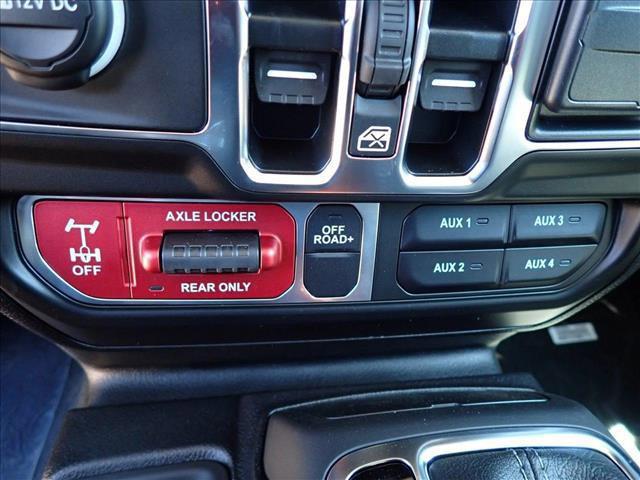 12V DC
AXLE LOCKER
OFF
REAR ONLY
OFF
ROAD+
AUX 1
AUX 3
AUX 2
AUX 4